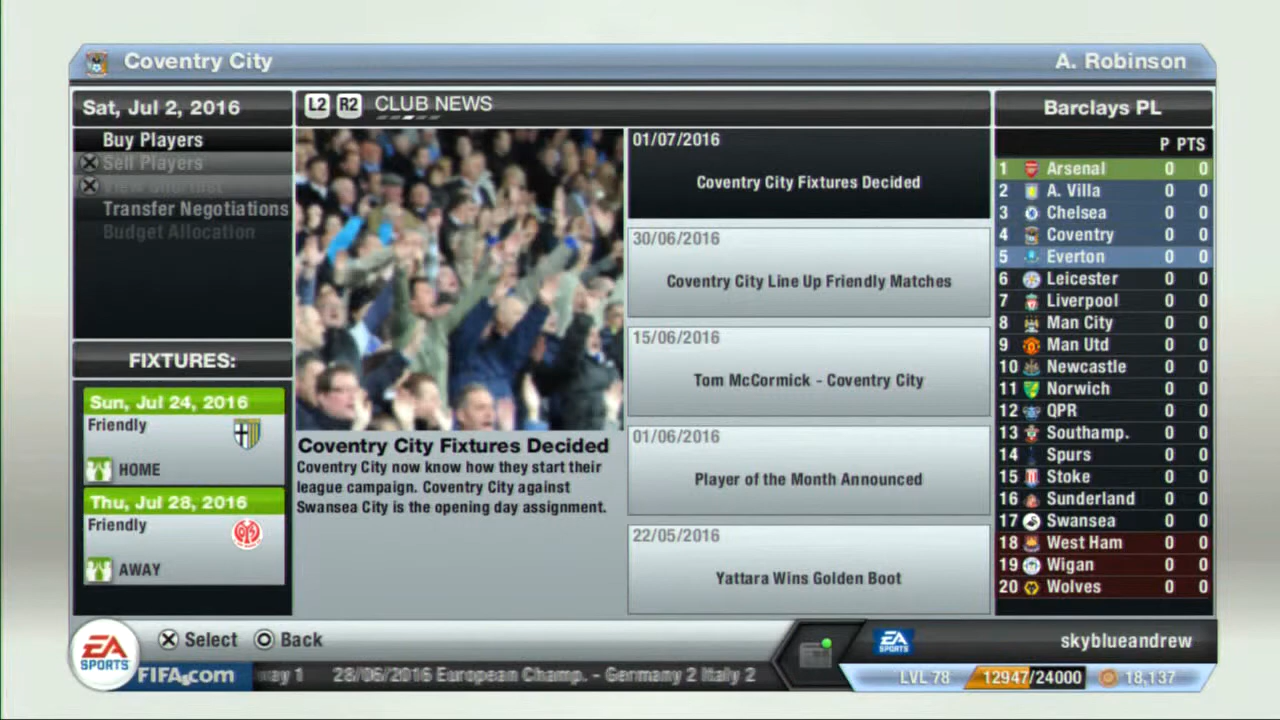 Coventry City
A. Robinson
Sat, Jul 2, 2016
Buy Players
Sell Players
Transfer Negotiations
Budget Allocation
FIXTURES:
Sun, Jul 24, 2016
Friendly
HOME
Thu, Jul 28, 2016
Friendly
AWAY
L2 R2 CLUB NEWS
Coventry City Fixtures Decided
Coventry City now know how they start their
league campaign. Coventry City against
Swansea City is the opening day assignment.
01/07/2016
Coventry City Fixtures Decided
30/06/2016
Coventry City Line Up Friendly Matches
15/06/2016
Tom McCormick - Coventry City
01/06/2016
Player of the Month Announced
22/05/2016
Yattara Wins Golden Boot
Barclays PL
P PTS
1 Arsenal 0 0
2 A. Villa 0 0
3 Chelsea 0 0
4 Coventry 0 0
5 Everton 0 0
6 Leicester 0 0
7 Liverpool 0 0
8 Man City 0 0
9 Man Utd 0 0
10 Newcastle 0 0
11 Norwich 0 0
12 QPR 0 0
13 Southamp. 0 0
14 Spurs 0 0
15 Stoke 0 0
16 Sunderland 0 0
17 Swansea 0 0
18 West Ham 0 0
19 Wigan 0 0
20 Wolves 0 0
Select Back
EA SPORTS
FIFA.com
way 1 28/06/2016 European Champ. - Germany 2 Italy 2
EA SPORTS
skyblueandrew
LVL 78 12947/24000 18,137